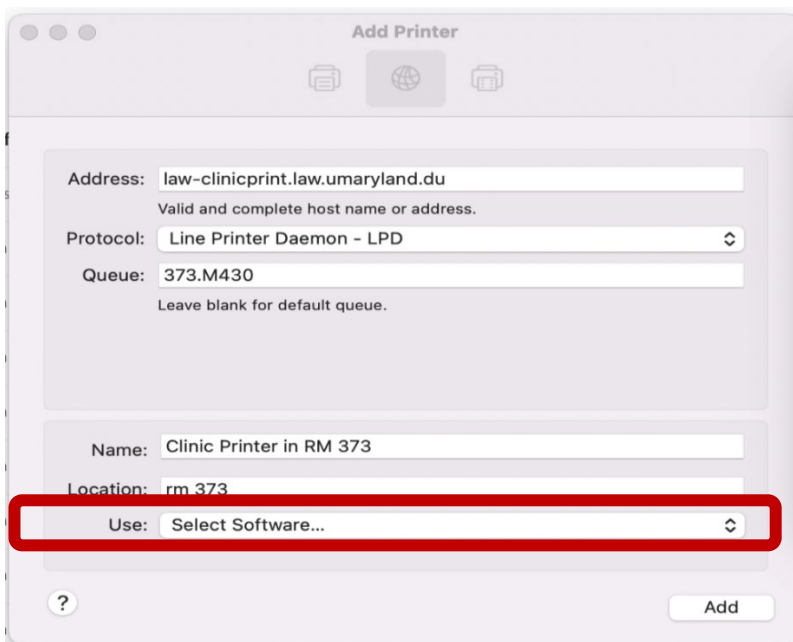 Add Printer
Address: law-clinicprint.law.umaryland.du
Valid and complete host name or address.
Protocol: Line Printer Daemon - LPD
Queue: 373.M430
Leave blank for default queue.
Name: Clinic Printer in RM 373
Location: rm 373
Use: Select Software...
? Add